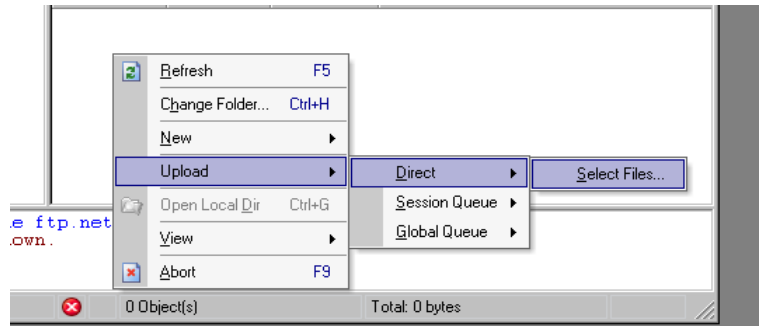 Refresh F5
Change Folder... Ctrl+H
New
Upload
Direct
Select Files...
Open Local Dir Ctrl+G
Session Queue
View
Global Queue
Abort F9
e ftp.net
own.
0 Object(s) Total: 0 bytes